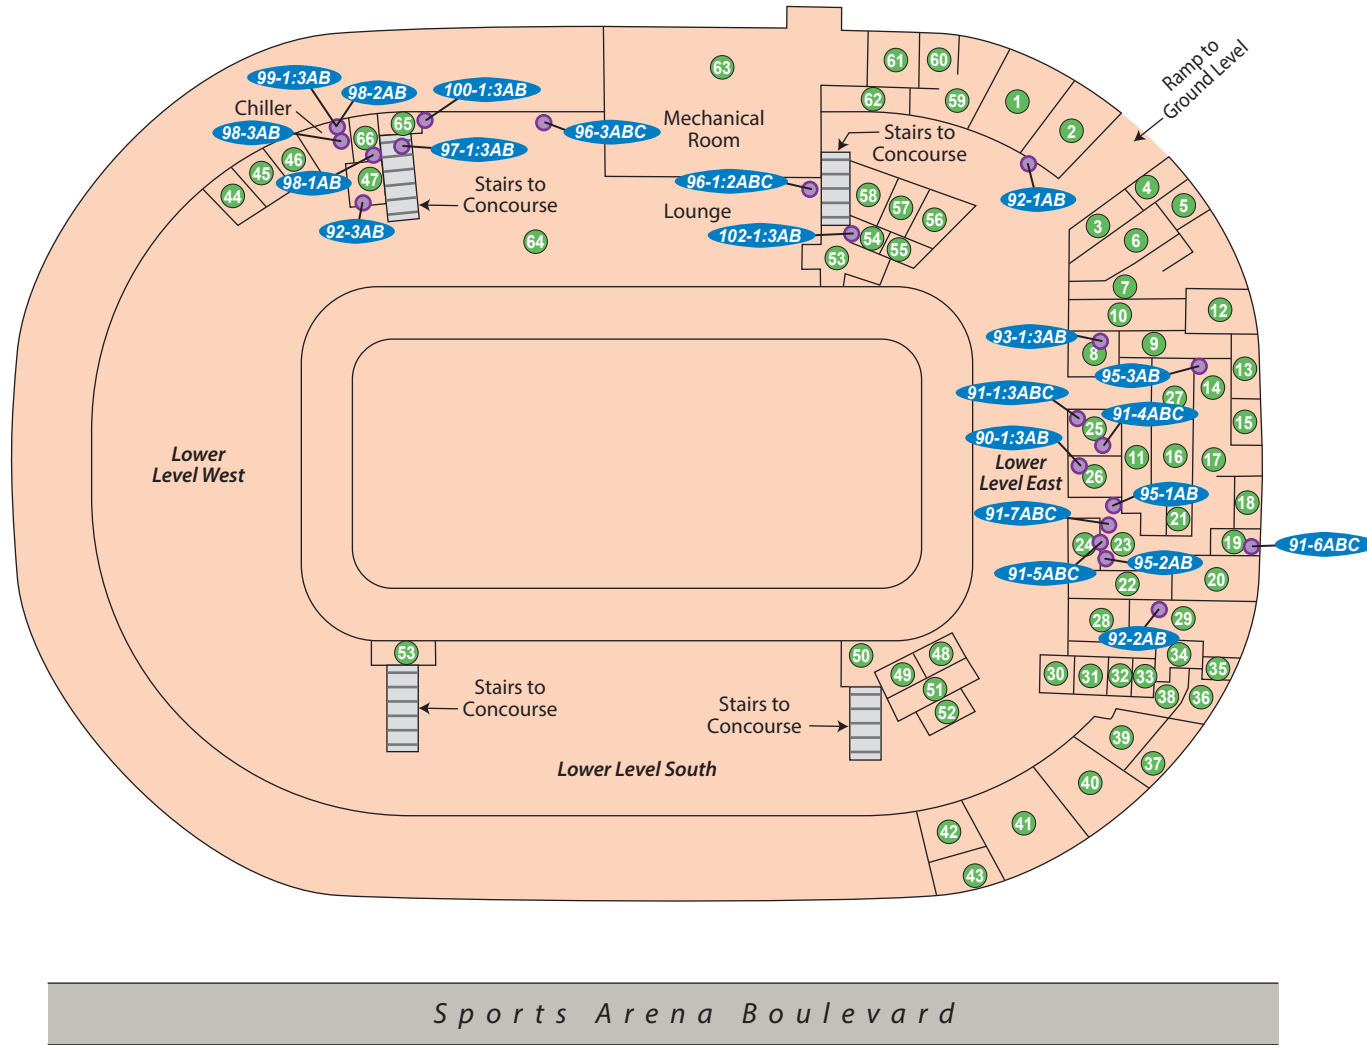 63
61
60
62
59
1
2
Ramp to
Ground Level
99-1:3AB
98-2AB
100-1:3AB
Chiller
98-3AB
66
65
96-3ABC
97-1:3AB
Mechanical
Room
Stairs to
Concourse
92-1AB
46
45
44
98-1AB
47
92-3AB
Stairs to
Concourse
64
96-1:2ABC
Lounge
102-1:3AB
58
57
56
54
55
53
4
5
3
6
7
10
12
93-1:3AB
8
9
13
95-3AB
14
27
91-1:3ABC
91-4ABC
25
15
90-1:3AB
26
11
16
17
Lower
Level West
Lower
Level East
95-1AB
18
91-7ABC
21
24
23
19
91-6ABC
91-5ABC
95-2AB
22
20
28
29
92-2AB
34
35
30
31
32
33
38
36
53
50
48
49
51
52
Stairs to
Concourse
Stairs to
Concourse
39
37
40
Lower Level South
41
42
43
Sports Arena Boulevard